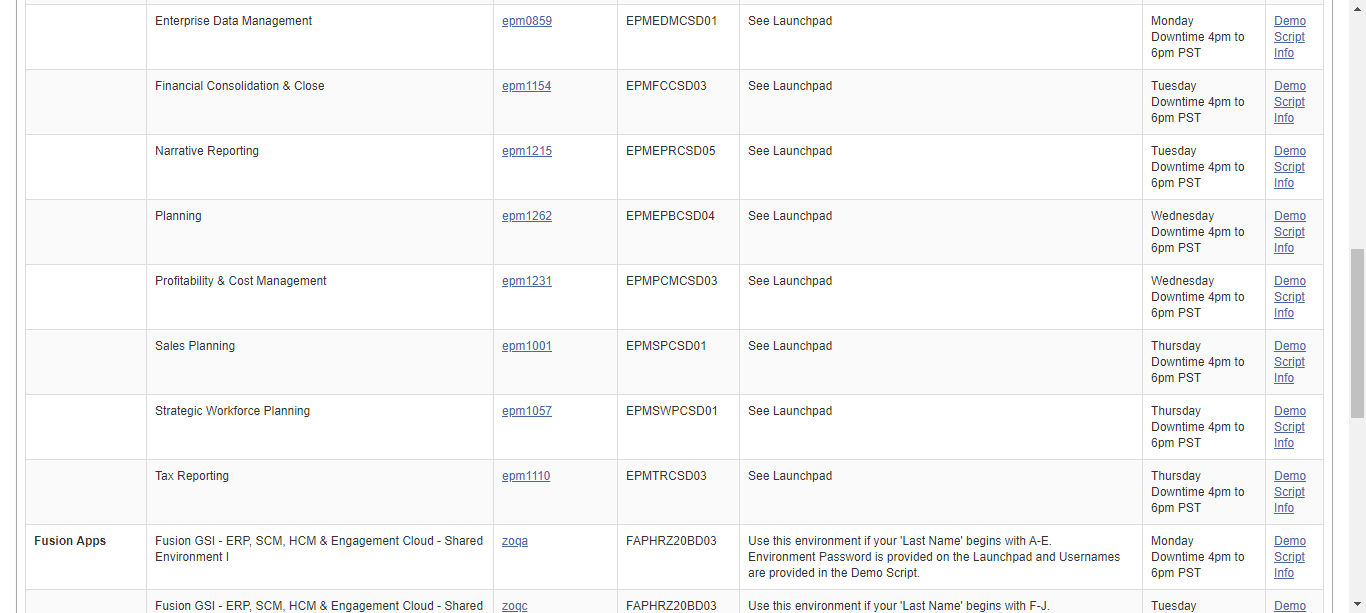 Enterprise Data Management epm0859 EPMEDMCSD01 See Launchpad Monday Demo
Downtime 4pm to Script
6pm PST Info
Financial Consolidation & Close epm1154 EPMFCCSD03 See Launchpad Tuesday Demo
Downtime 4pm to Script
6pm PST Info
Narrative Reporting epm1215 EPMEPRCSD05 See Launchpad Tuesday Demo
Downtime 4pm to Script
6pm PST Info
Planning epm1262 EPMEPBCSD04 See Launchpad Wednesday Demo
Downtime 4pm to Script
6pm PST Info
Profitability & Cost Management epm1231 EPMPCMCSD03 See Launchpad Wednesday Demo
Downtime 4pm to Script
6pm PST Info
Sales Planning epm1001 EPMSPCSD01 See Launchpad Thursday Demo
Downtime 4pm to Script
6pm PST Info
Strategic Workforce Planning epm1057 EPMSWPCSD01 See Launchpad Thursday Demo
Downtime 4pm to Script
6pm PST Info
Tax Reporting epm1110 EPMTRCSD03 See Launchpad Thursday Demo
Downtime 4pm to Script
6pm PST Info
Fusion Apps Fusion GSI - ERP, SCM, HCM & Engagement Cloud - Shared zoqa FAPHRZ20BD03 Use this environment if your 'Last Name' begins with A-E. Monday Demo
Environment I Environment Password is provided on the Launchpad and Usernames Downtime 4pm to Script
are provided in the Demo Script. 6pm PST Info
Fusion GSI - ERP, SCM, HCM & Engagement Cloud - Shared zoqc FAPHRZ20BD03 Use this environment if your 'Last Name' begins with F-J. Tuesday Demo